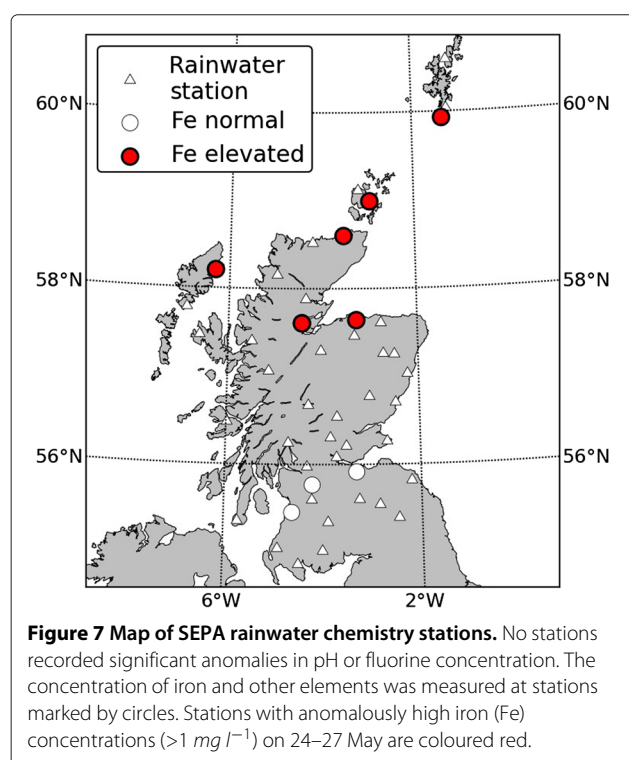 Rainwater
station
Fe normal
Fe elevated
60°N
60°N
58°N
58°N
56°N
56°N
6°W
2°W
Figure 7 Map of SEPA rainwater chemistry stations. No stations
recorded significant anomalies in pH or fluorine concentration. The
concentration of iron and other elements was measured at stations
marked by circles. Stations with anomalously high iron (Fe)
concentrations (>1 mg l⁻¹) on 24–27 May are coloured red.